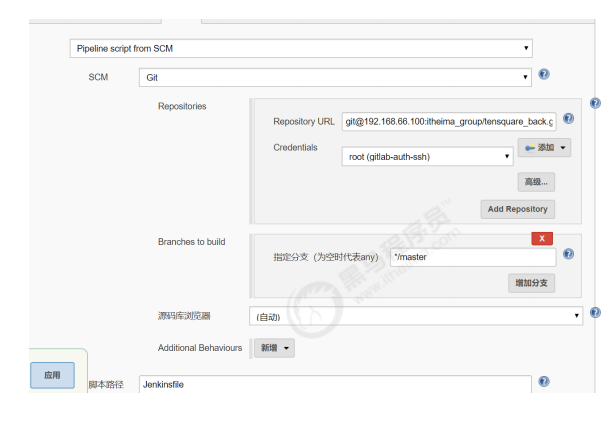 Pipeline script from SCM
SCM
Git
Repositories
Repository URL
git@192.168.66.100:itheima_group/tensquare_back.g
Credentials
root (gitlab-auth-ssh)
添加
高级...
Add Repository
Branches to build
X
指定分支（为空时代表any）
*/master
增加分支
源码库浏览器
(自动)
Additional Behaviours
新增
应用
脚本路径
Jenkinsfile
黑马程序员
www.itheima.com